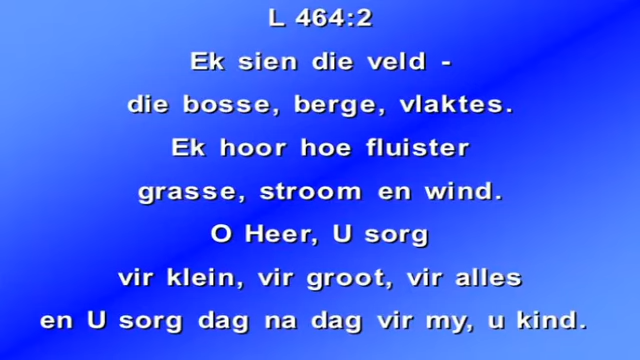 L 464:2
Ek sien die veld -
die bosse, berge, vlaktes.
Ek hoor hoe fluister
grasse, stroom en wind.
O Heer, U sorg
vir klein, vir groot, vir alles
en U sorg dag na dag vir my, u kind.